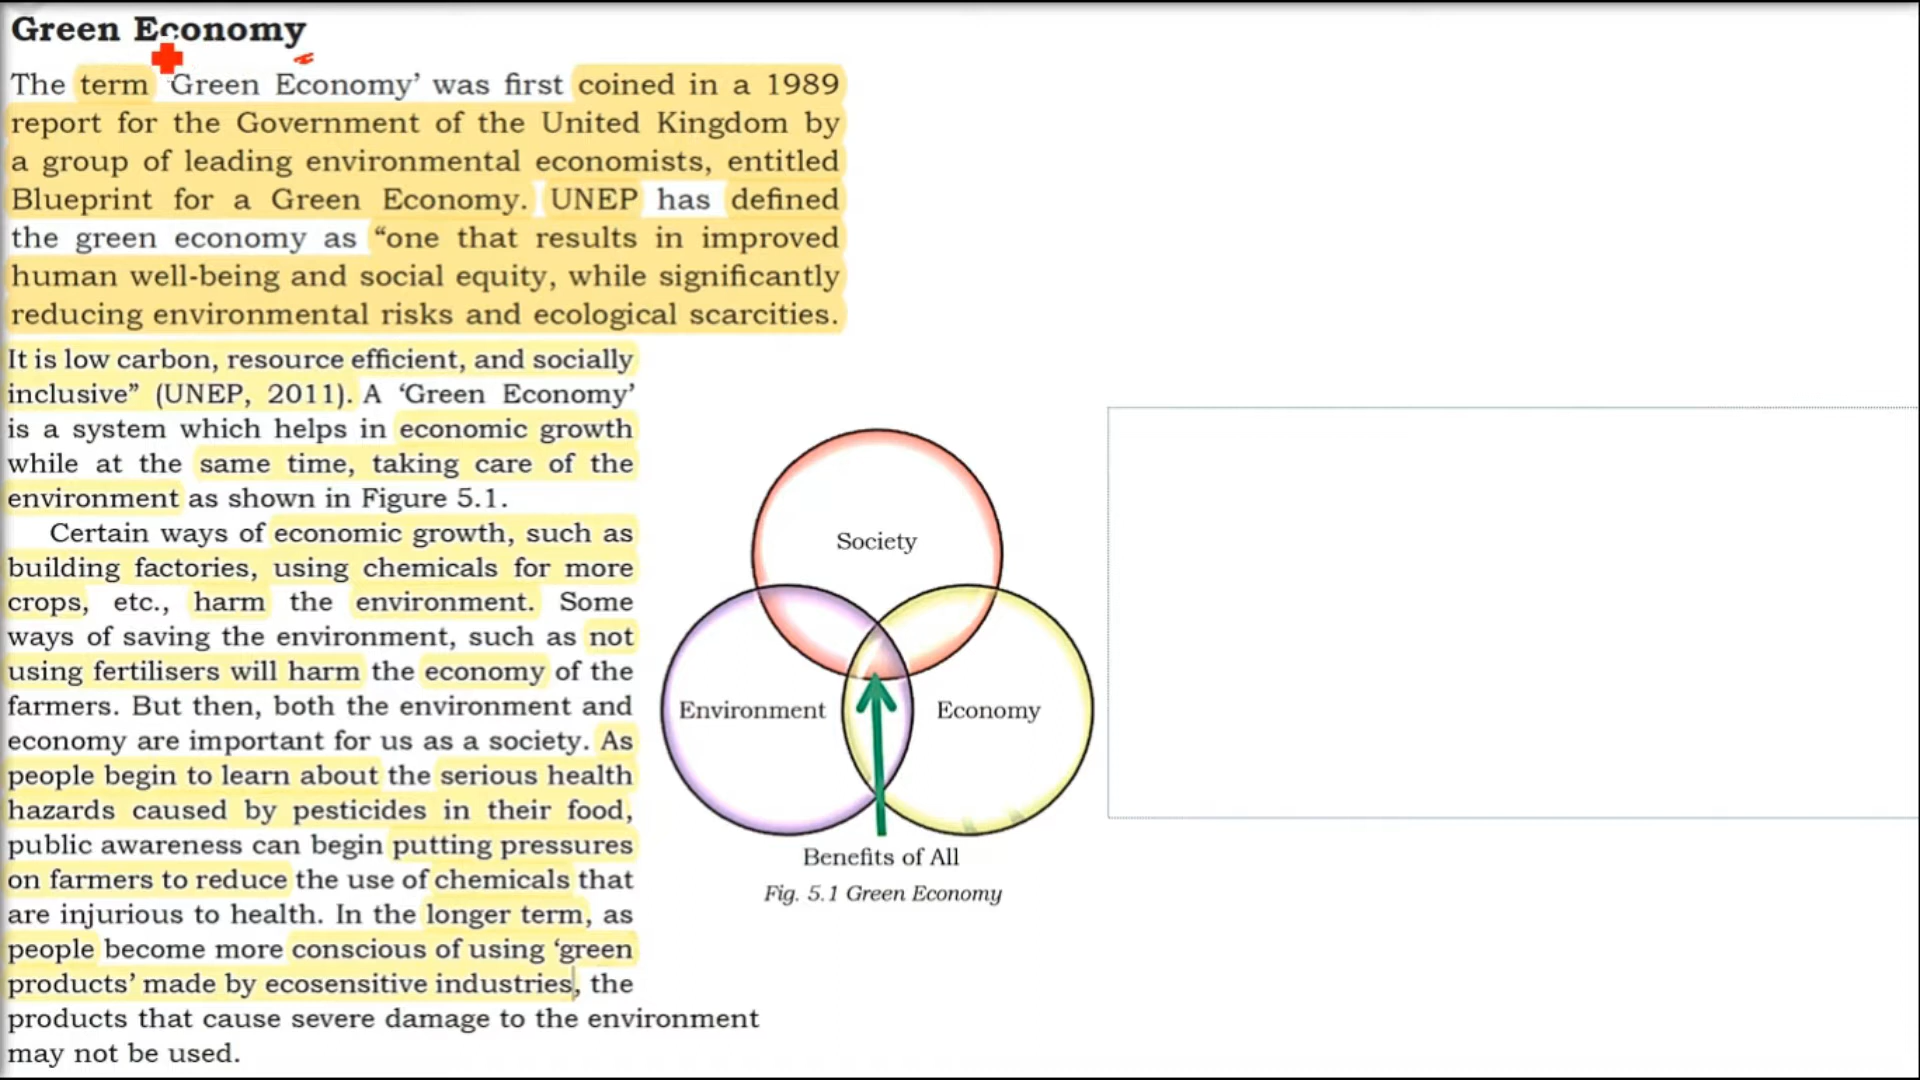 Green Economy
The term ‘Green Economy’ was first coined in a 1989
report for the Government of the United Kingdom by
a group of leading environmental economists, entitled
Blueprint for a Green Economy. UNEP has defined
the green economy as “one that results in improved
human well-being and social equity, while significantly
reducing environmental risks and ecological scarcities.
It is low carbon, resource efficient, and socially
inclusive” (UNEP, 2011). A ‘Green Economy’
is a system which helps in economic growth
while at the same time, taking care of the
environment as shown in Figure 5.1.
Certain ways of economic growth, such as
building factories, using chemicals for more
crops, etc., harm the environment. Some
ways of saving the environment, such as not
using fertilisers will harm the economy of the
farmers. But then, both the environment and
economy are important for us as a society. As
people begin to learn about the serious health
hazards caused by pesticides in their food,
public awareness can begin putting pressures
on farmers to reduce the use of chemicals that
are injurious to health. In the longer term, as
people become more conscious of using ‘green
products’ made by ecosensitive industries, the
products that cause severe damage to the environment
may not be used.
Society
Environment
Economy
Benefits of All
Fig. 5.1 Green Economy